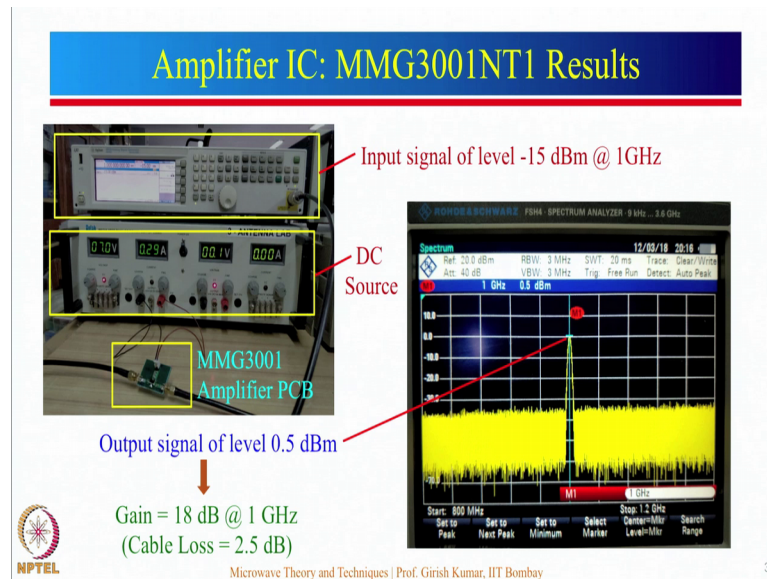 Amplifier IC: MMG3001NT1 Results
Input signal of level -15 dBm @ 1GHz
ANTENNA LAB
07.0V 0.29A 00.1V 0.00A
DC
Source
MMG3001
Amplifier PCB
Output signal of level 0.5 dBm
Gain = 18 dB @ 1 GHz
(Cable Loss = 2.5 dB)
ROHDE&SCHWARZ FSH4 · SPECTRUM ANALYZER · 9 kHz ... 3.6 GHz
Spectrum 12/03/18 20:16
Ref: 20.0 dBm RBW: 3 MHz SWT: 20 ms Trace: Clear/Write
Att: 40 dB VBW: 3 MHz Trig: Free Run Detect: Auto Peak
M1 1 GHz 0.5 dBm
M1
10.0
0.0
-10.0
-20.0
-30.0
-70.0
M1 1 GHz
Start: 800 MHz Stop: 1.2 GHz
Set to Peak
Set to Next Peak
Set to Minimum
Select Marker
Center=Mkr Level=Mkr
Search Range
NPTEL
Microwave Theory and Techniques | Prof. Girish Kumar, IIT Bombay
3